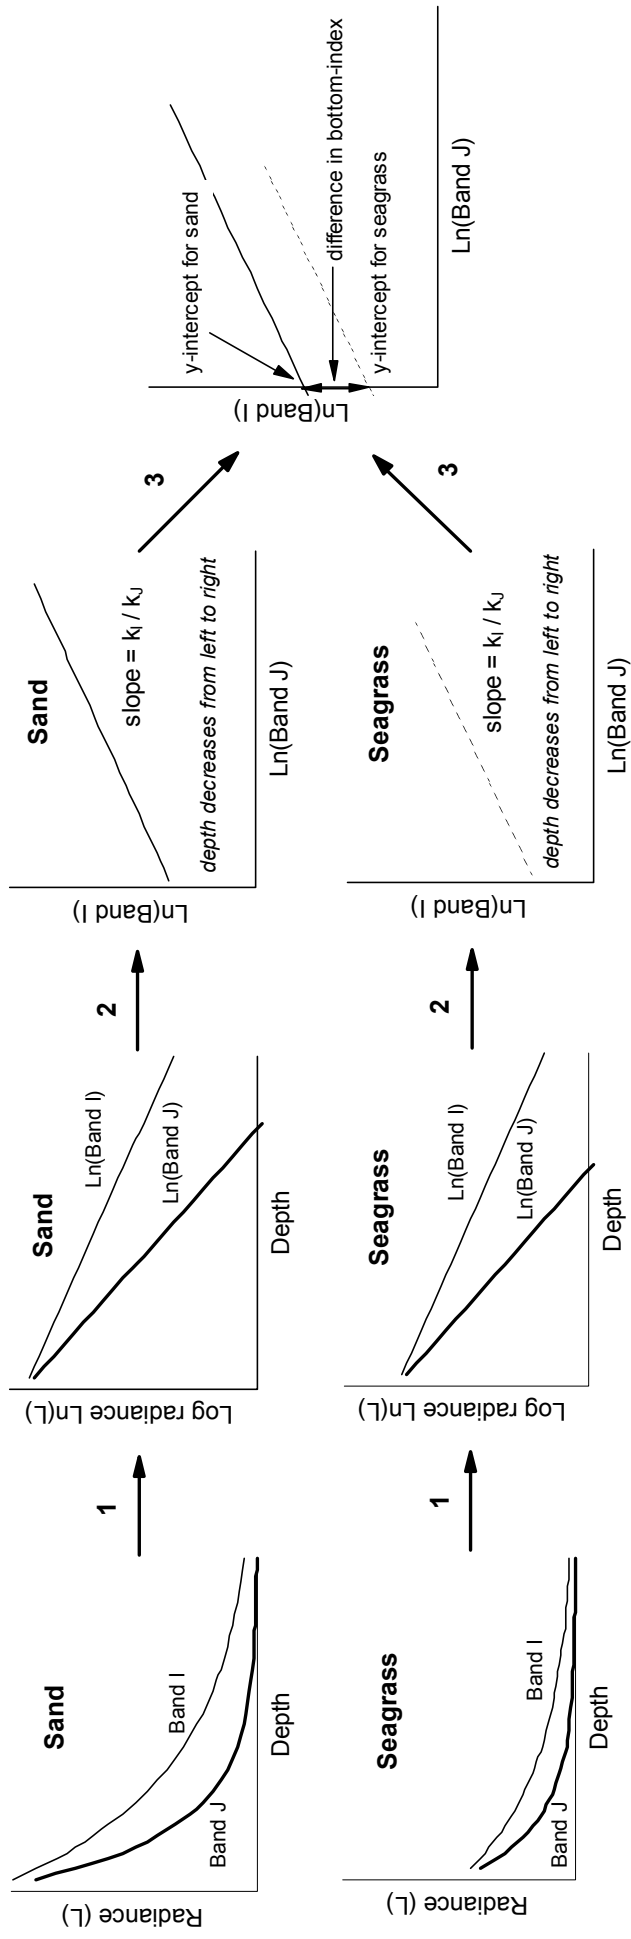 Sand
Radiance (L)
Band I
Band J
Depth
1
Sand
Log radiance Ln(L)
Ln(Band I)
Ln(Band J)
Depth
2
Sand
Ln(Band I)
slope = kI / kJ
depth decreases from left to right
Ln(Band J)
3
Seagrass
Radiance (L)
Band I
Band J
Depth
1
Seagrass
Log radiance Ln(L)
Ln(Band I)
Ln(Band J)
Depth
2
Seagrass
Ln(Band I)
slope = kI / kJ
depth decreases from left to right
Ln(Band J)
3
Ln(Band I)
y-intercept for sand
difference in bottom-index
y-intercept for seagrass
Ln(Band J)